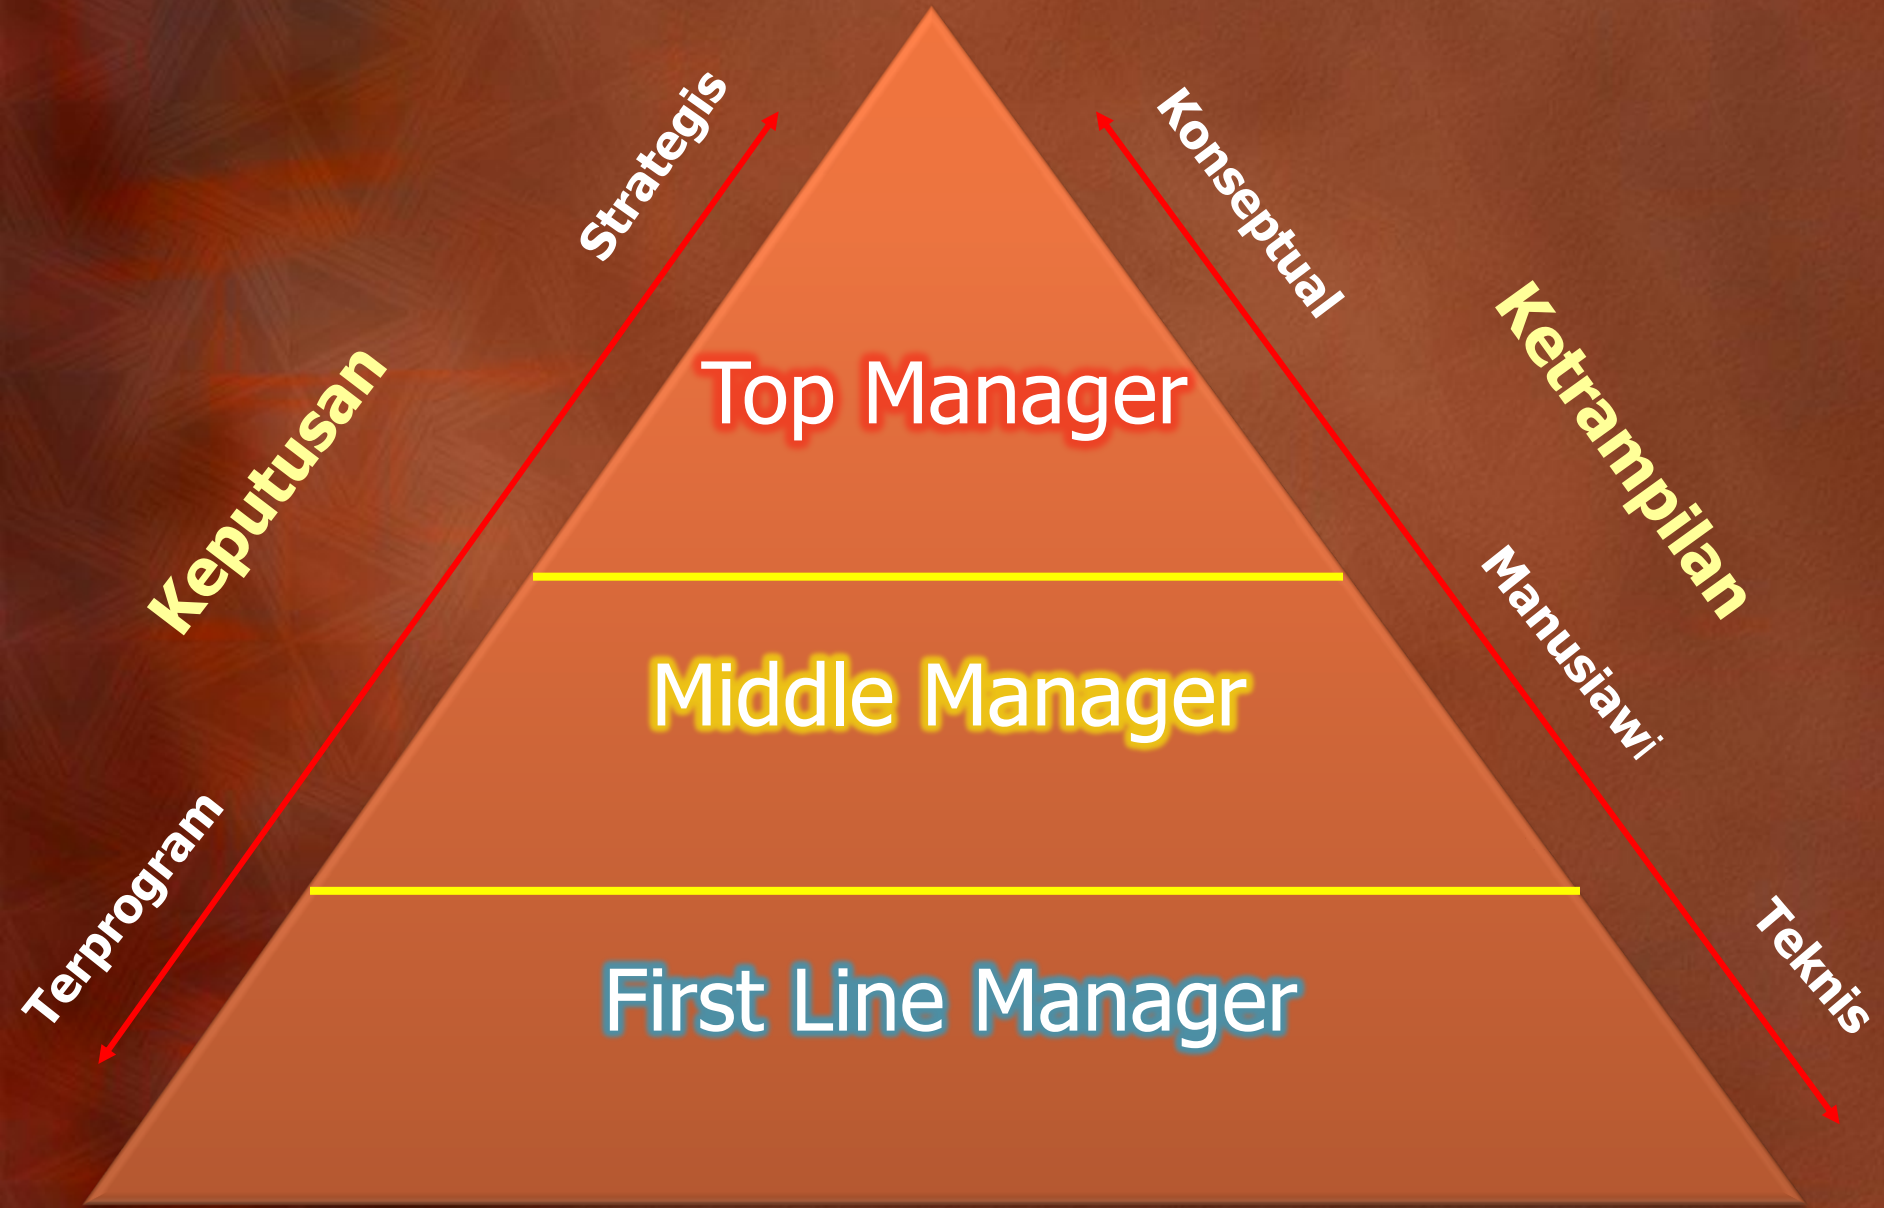 Strategis
Konseptual
Keputusan
Ketrampilan
Top Manager
Manusiawi
Middle Manager
Terprogram
Teknis
First Line Manager